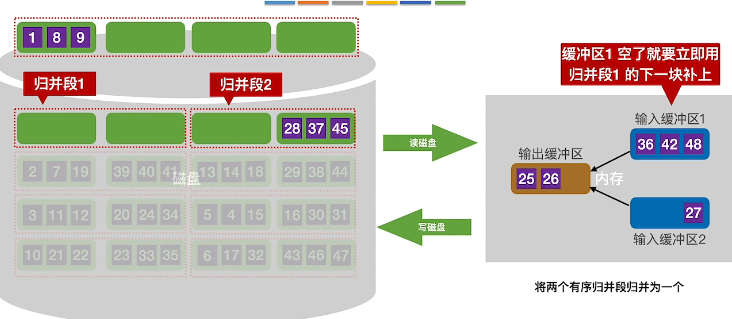 1 8 9
归并段1
归并段2
28 37 45
2 7 19 39 40 41 13 14 18 29 38 44
磁盘
3 11 12 20 24 34 5 4 15 16 30 31
10 21 22 23 33 35 6 17 32 43 46 47
读磁盘
写磁盘
缓冲区1 空了就要立即用
归并段1 的下一块补上
输入缓冲区1
36 42 48
输出缓冲区
25 26
内存
27
输入缓冲区2
将两个有序归并段归并为一个